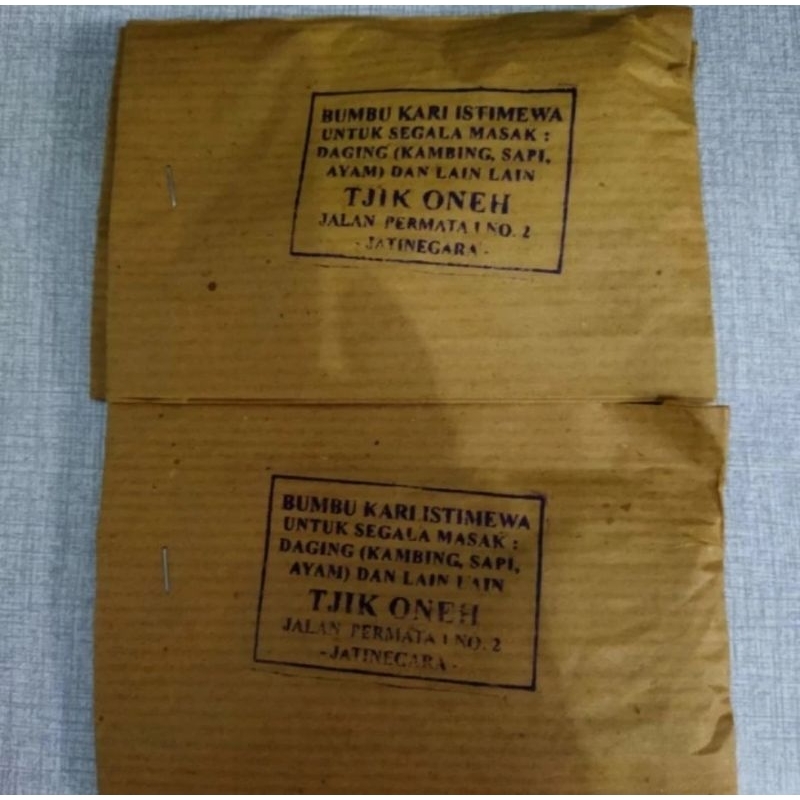 BUMBU KARI ISTIMEWA
UNTUK SEGALA MASAK :
DAGING (KAMBING, SAPI,
AYAM) DAN LAIN LAIN
TJIK ONEH
JALAN PERMATA I NO. 2
- JATINEGARA -
BUMBU KARI ISTIMEWA
UNTUK SEGALA MASAK :
DAGING (KAMBING, SAPI,
AYAM) DAN LAIN LAIN
TJIK ONEH
JALAN PERMATA I NO. 2
- JATINEGARA -